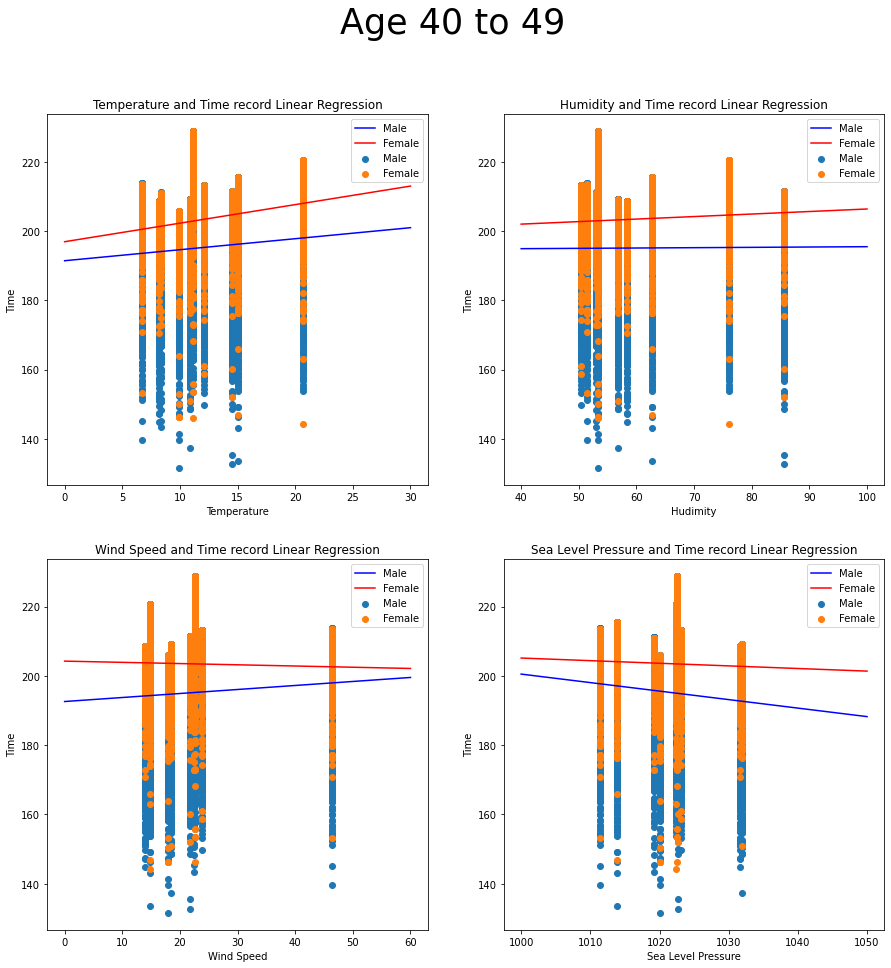 Age 40 to 49
Temperature and Time record Linear Regression
Male
Female
Male
Female
220
200
180
160
140
Time
0 5 10 15 20 25 30
Temperature
Humidity and Time record Linear Regression
Male
Female
Male
Female
220
200
180
160
140
Time
40 50 60 70 80 90 100
Hudimity
Wind Speed and Time record Linear Regression
Male
Female
Male
Female
220
200
180
160
140
Time
0 10 20 30 40 50 60
Wind Speed
Sea Level Pressure and Time record Linear Regression
Male
Female
Male
Female
220
200
180
160
140
Time
1000 1010 1020 1030 1040 1050
Sea Level Pressure